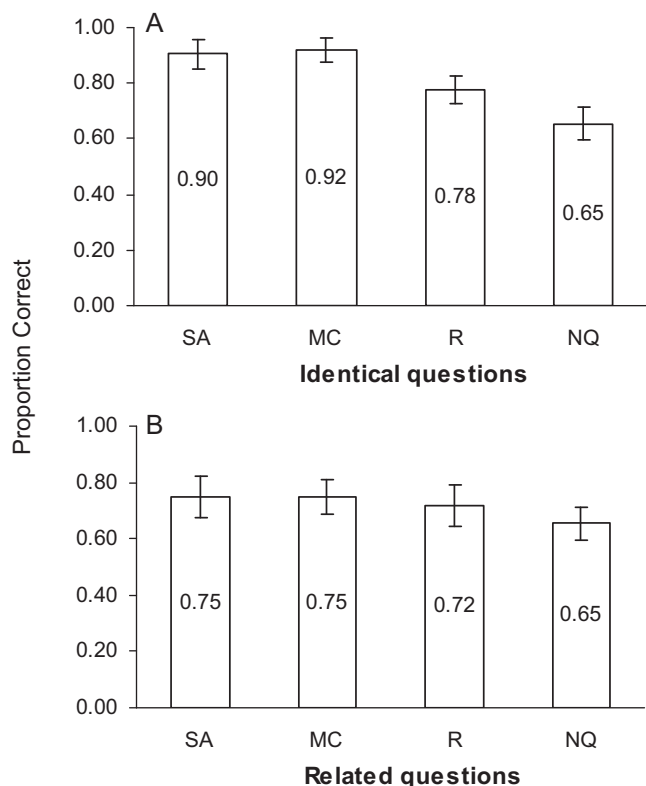 A
1.00
0.80
0.60
0.40
0.20
0.00
0.90
0.92
0.78
0.65
SA MC R NQ
Identical questions
Proportion Correct
B
1.00
0.80
0.60
0.40
0.20
0.00
0.75
0.75
0.72
0.65
SA MC R NQ
Related questions